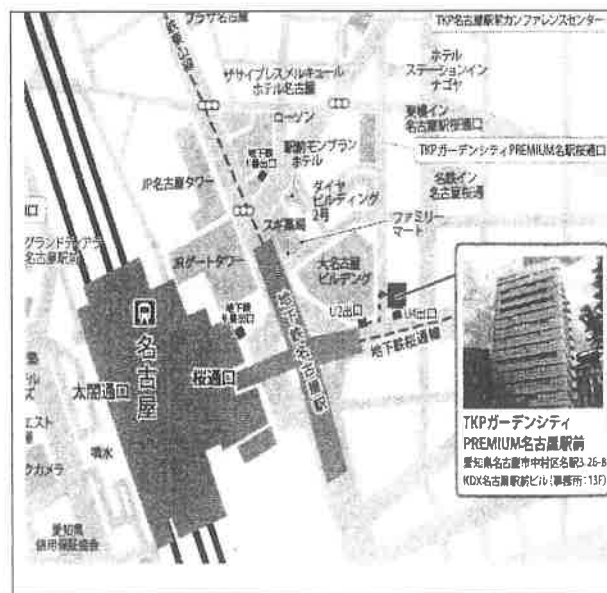 プラザ名古屋
TKP名古屋駅前カンファレンスセンター
ザサイプレスメルキュール
ホテル名古屋
ホテル
ステーションイン
ナゴヤ
ローソン
東横イン
名古屋駅桜通口
駅前モンブラン
ホテル
TKPガーデンシティPREMIUM名駅桜通口
JP名古屋タワー
ダイヤ
ビルディング
2号
名鉄イン
名古屋桜通
スギ薬局
ファミリー
マート
グランドティアラ
名古屋駅前
JRゲートタワー
大名古屋
ビルヂング
U2出口
U4出口
地下鉄名古屋駅
地下鉄桜通線
名古屋
桜通口
太閤通口
噴水
クカメラ
愛知県
信用保証協会
TKPガーデンシティ
PREMIUM名古屋駅前
愛知県名古屋市中村区名駅3-26-8
KDX名古屋駅前ビル(事務所:13F)